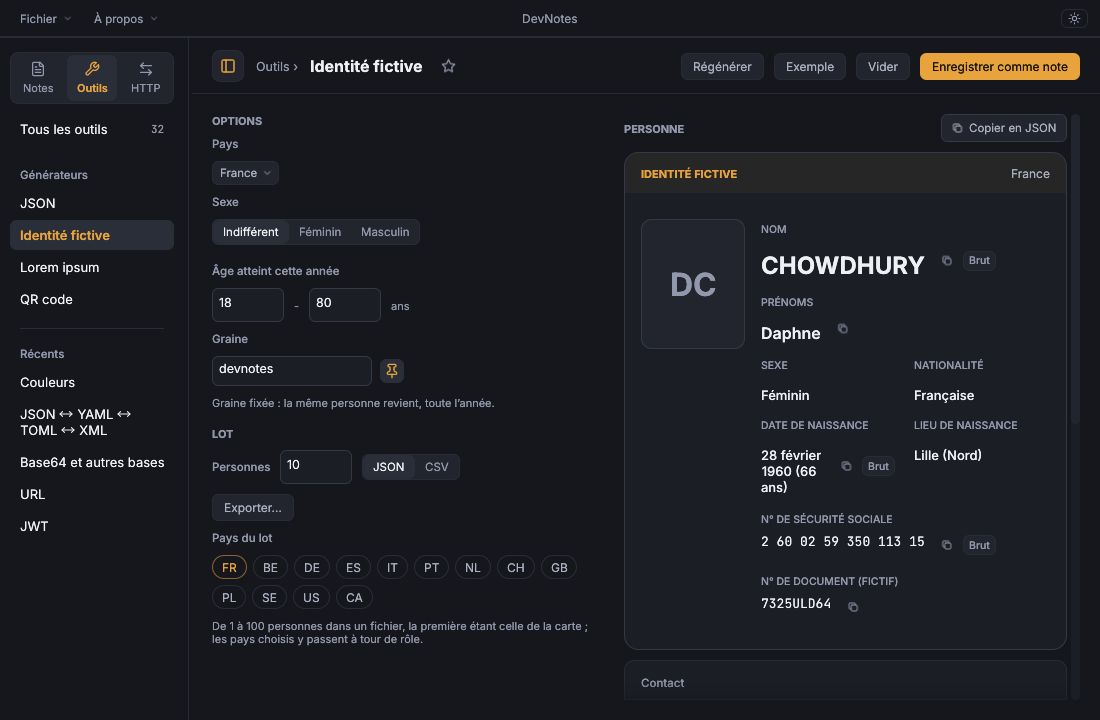 Fichier
À propos
DevNotes
Notes
Outils
HTTP
Outils ›
Identité fictive
Régénérer
Exemple
Vider
Enregistrer comme note
Tous les outils
32
Générateurs
JSON
Identité fictive
Lorem ipsum
QR code
Récents
Couleurs
JSON ↔ YAML ↔
TOML ↔ XML
Base64 et autres bases
URL
JWT
OPTIONS
Pays
France
Sexe
Indifférent
Féminin
Masculin
Âge atteint cette année
18
-
80
ans
Graine
devnotes
Graine fixée : la même personne revient, toute l’année.
LOT
Personnes
10
JSON
CSV
Exporter...
Pays du lot
FR
BE
DE
ES
IT
PT
NL
CH
GB
PL
SE
US
CA
De 1 à 100 personnes dans un fichier, la première étant celle de la carte ;
les pays choisis y passent à tour de rôle.
PERSONNE
Copier en JSON
IDENTITÉ FICTIVE
France
DC
NOM
CHOWDHURY
Brut
PRÉNOMS
Daphne
SEXE
Féminin
NATIONALITÉ
Française
DATE DE NAISSANCE
28 février
1960 (66
ans)
Brut
LIEU DE NAISSANCE
Lille (Nord)
N° DE SÉCURITÉ SOCIALE
2 60 02 59 350 113 15
Brut
N° DE DOCUMENT (FICTIF)
7325ULD64
Contact